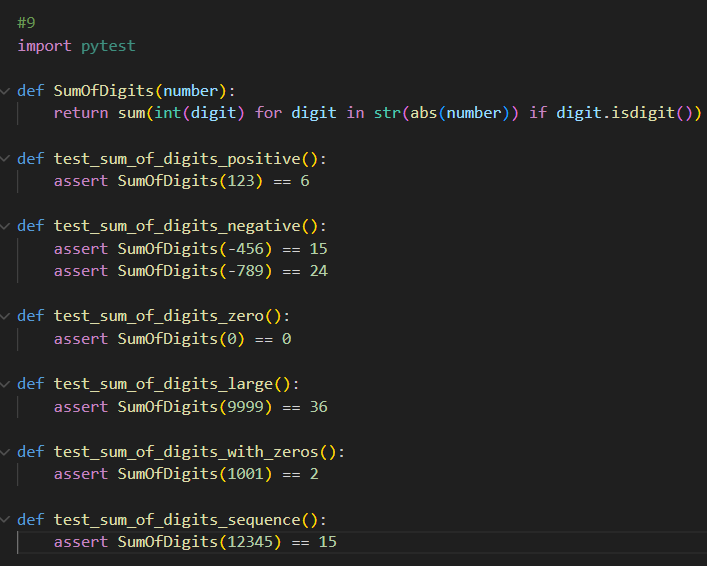 #9
import pytest
def SumOfDigits(number):
    return sum(int(digit) for digit in str(abs(number)) if digit.isdigit())
def test_sum_of_digits_positive():
    assert SumOfDigits(123) == 6
def test_sum_of_digits_negative():
    assert SumOfDigits(-456) == 15
    assert SumOfDigits(-789) == 24
def test_sum_of_digits_zero():
    assert SumOfDigits(0) == 0
def test_sum_of_digits_large():
    assert SumOfDigits(9999) == 36
def test_sum_of_digits_with_zeros():
    assert SumOfDigits(1001) == 2
def test_sum_of_digits_sequence():
    assert SumOfDigits(12345) == 15